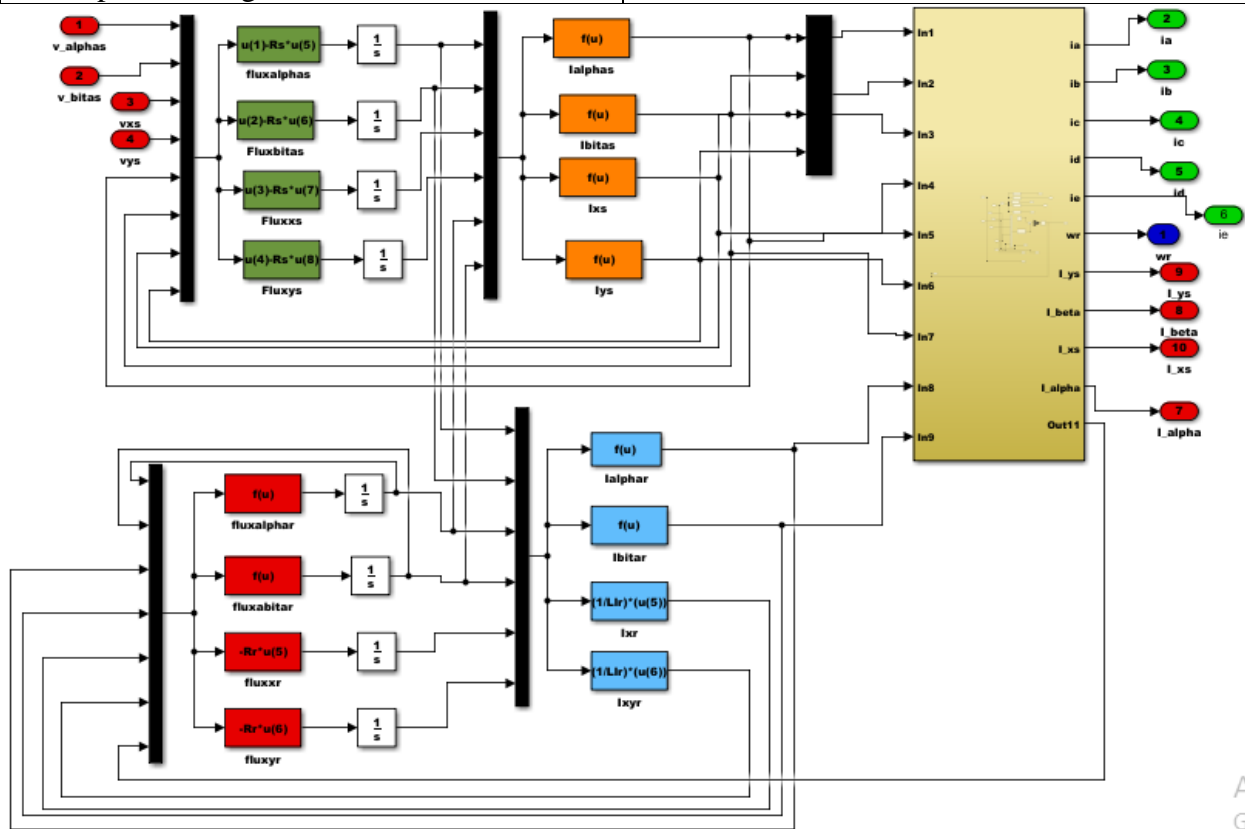 1
v_alphas
2
v_bitas
3
vxs
4
vys
u(1)-Rs*u(5)
fluxalphas
u(2)-Rs*u(6)
Fluxbitas
u(3)-Rs*u(7)
Fluxxs
u(4)-Rs*u(8)
Fluxys
1
s
1
s
1
s
1
s
f(u)
Ialphas
f(u)
Ibitas
f(u)
Ixs
f(u)
Iys
In1
In2
In3
In4
In5
In6
In7
In8
In9
ia
ib
ic
id
ie
wr
I_ys
I_beta
I_xs
I_alpha
Out11
2
ia
3
ib
4
ic
5
id
6
ie
1
wr
9
I_ys
8
I_beta
10
I_xs
7
I_alpha
f(u)
fluxalphar
f(u)
fluxabitar
-Rr*u(5)
fluxxr
-Rr*u(6)
fluxyr
1
s
1
s
1
s
1
s
f(u)
Ialphar
f(u)
Ibitar
(1/Llr)*(u(5))
Ixr
(1/Llr)*(u(6))
Ixyr